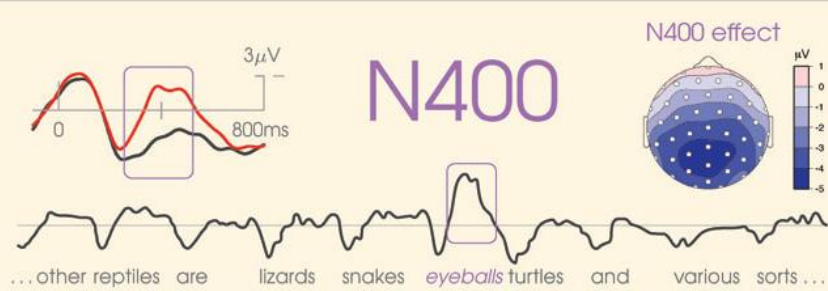 N400 effect
3µV
N400
µV
1
0
-1
-2
-3
-4
-5
0
800ms
...other reptiles are lizards snakes eyeballs turtles and various sorts...